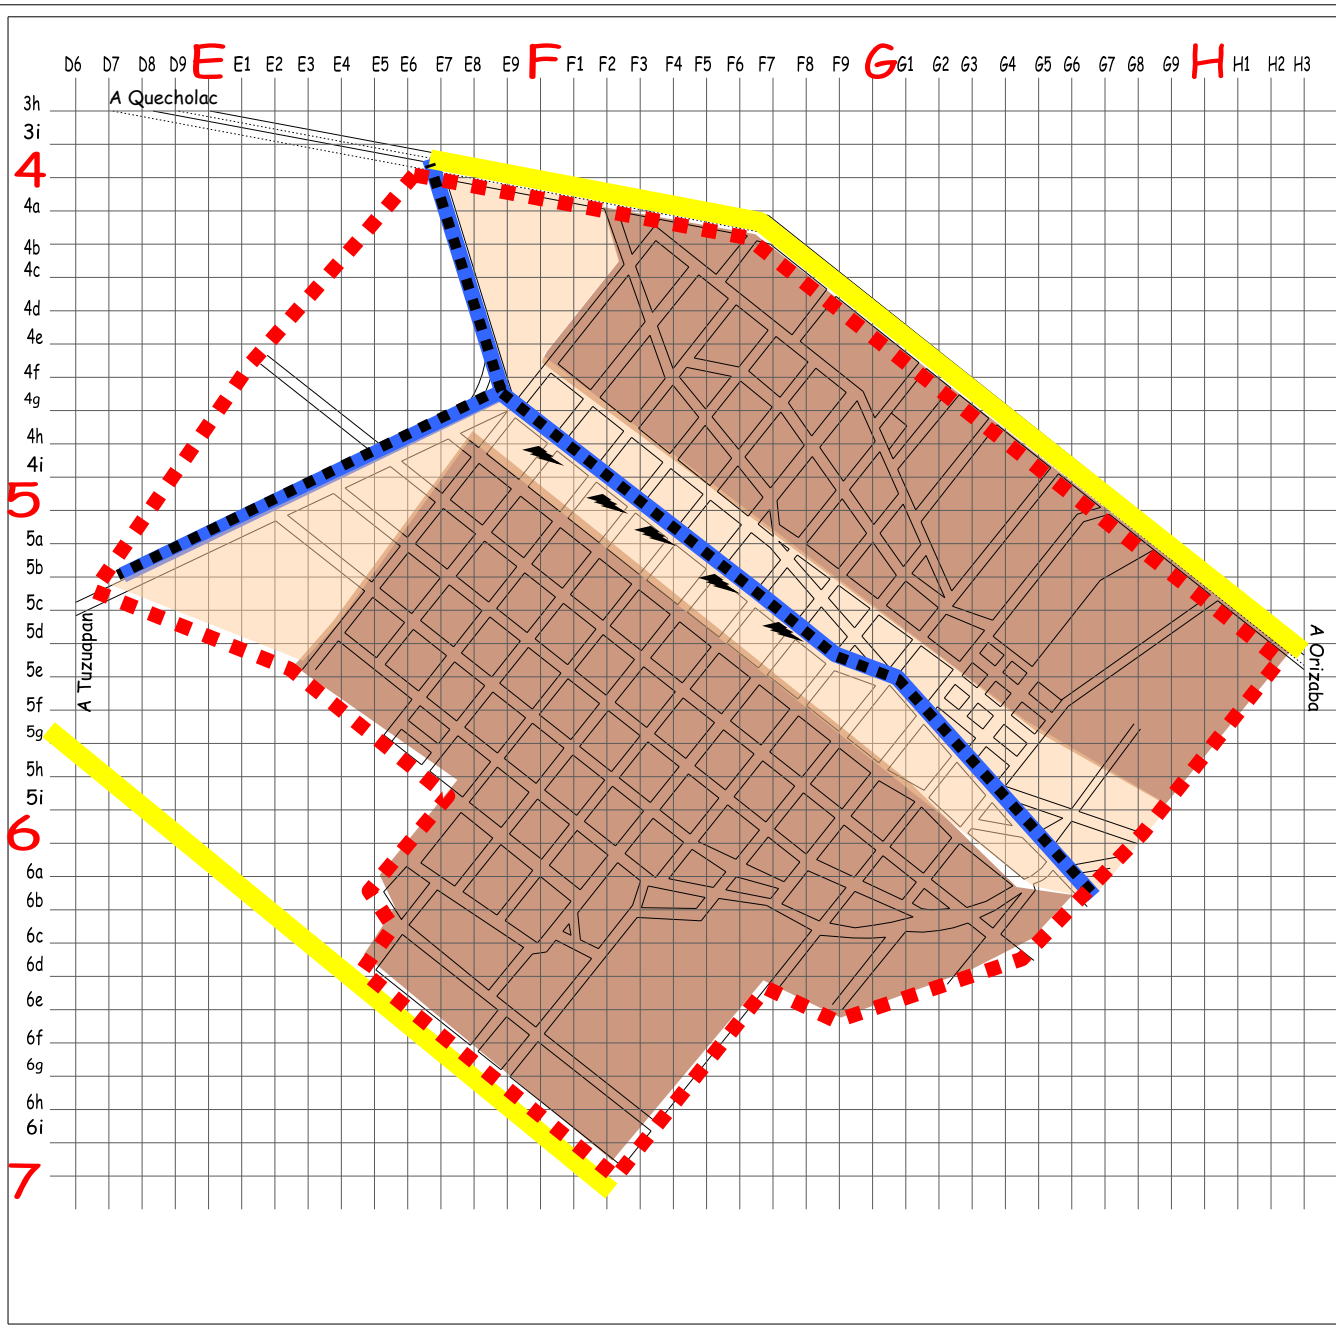 D6 D7 D8 D9 E E1 E2 E3 E4 E5 E6 E7 E8 E9 F F1 F2 F3 F4 F5 F6 F7 F8 F9 G G1 G2 G3 G4 G5 G6 G7 G8 G9 H H1 H2 H3
A Quecholac
3h
3i
4
4a
4b
4c
4d
4e
4f
4g
4h
4i
5
5a
5b
5c
5d
5e
5f
5g
5h
5i
6
6a
6b
6c
6d
6e
6f
6g
6h
6i
7
A Tuzuapan
A Orizaba